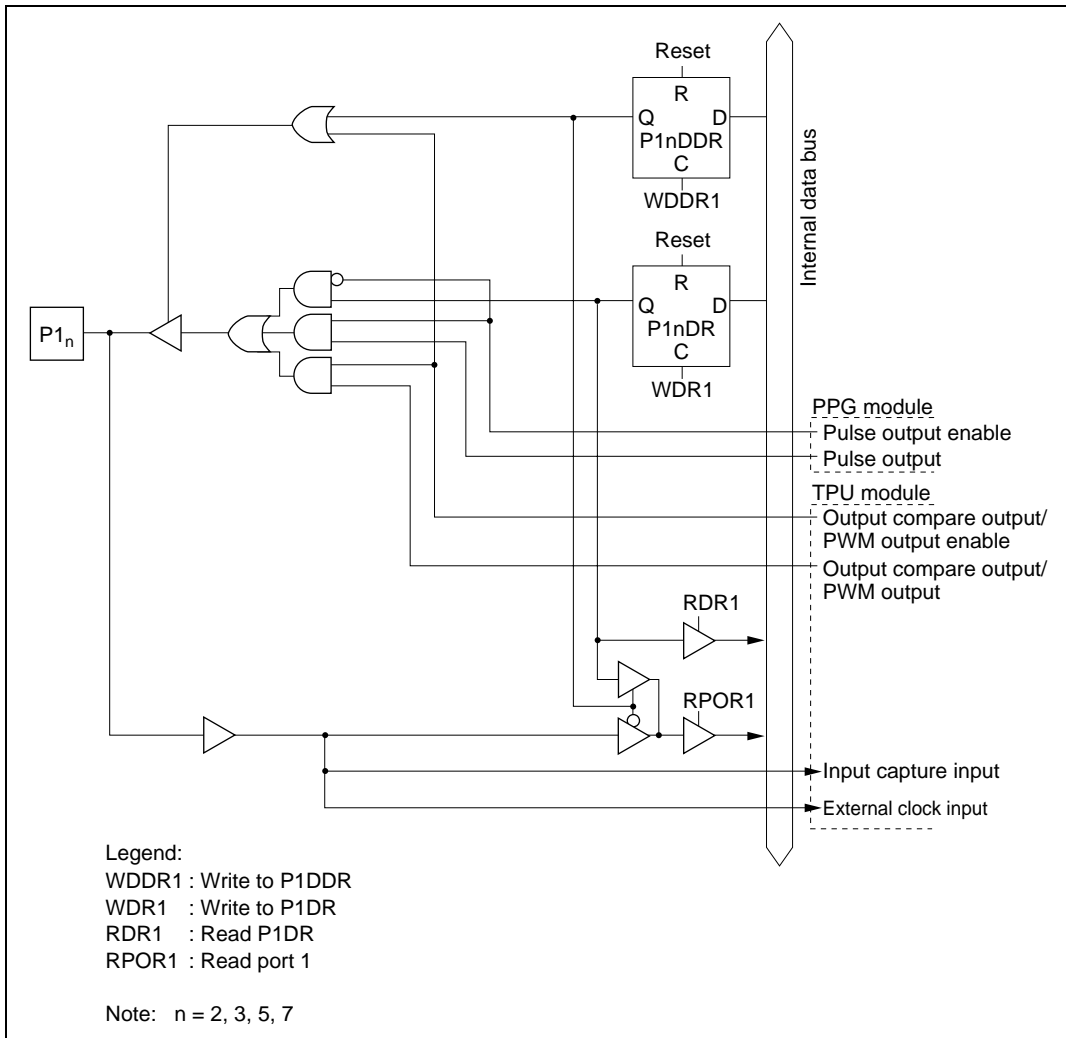 Reset
R
Q D
P1nDDR
C
WDDR1
Reset
R
Q D
P1nDR
C
WDR1
Internal data bus
P1n
PPG module
Pulse output enable
Pulse output
TPU module
Output compare output/
PWM output enable
Output compare output/
PWM output
RDR1
RPOR1
Input capture input
External clock input
Legend:
WDDR1 : Write to P1DDR
WDR1 : Write to P1DR
RDR1 : Read P1DR
RPOR1 : Read port 1
Note: n = 2, 3, 5, 7